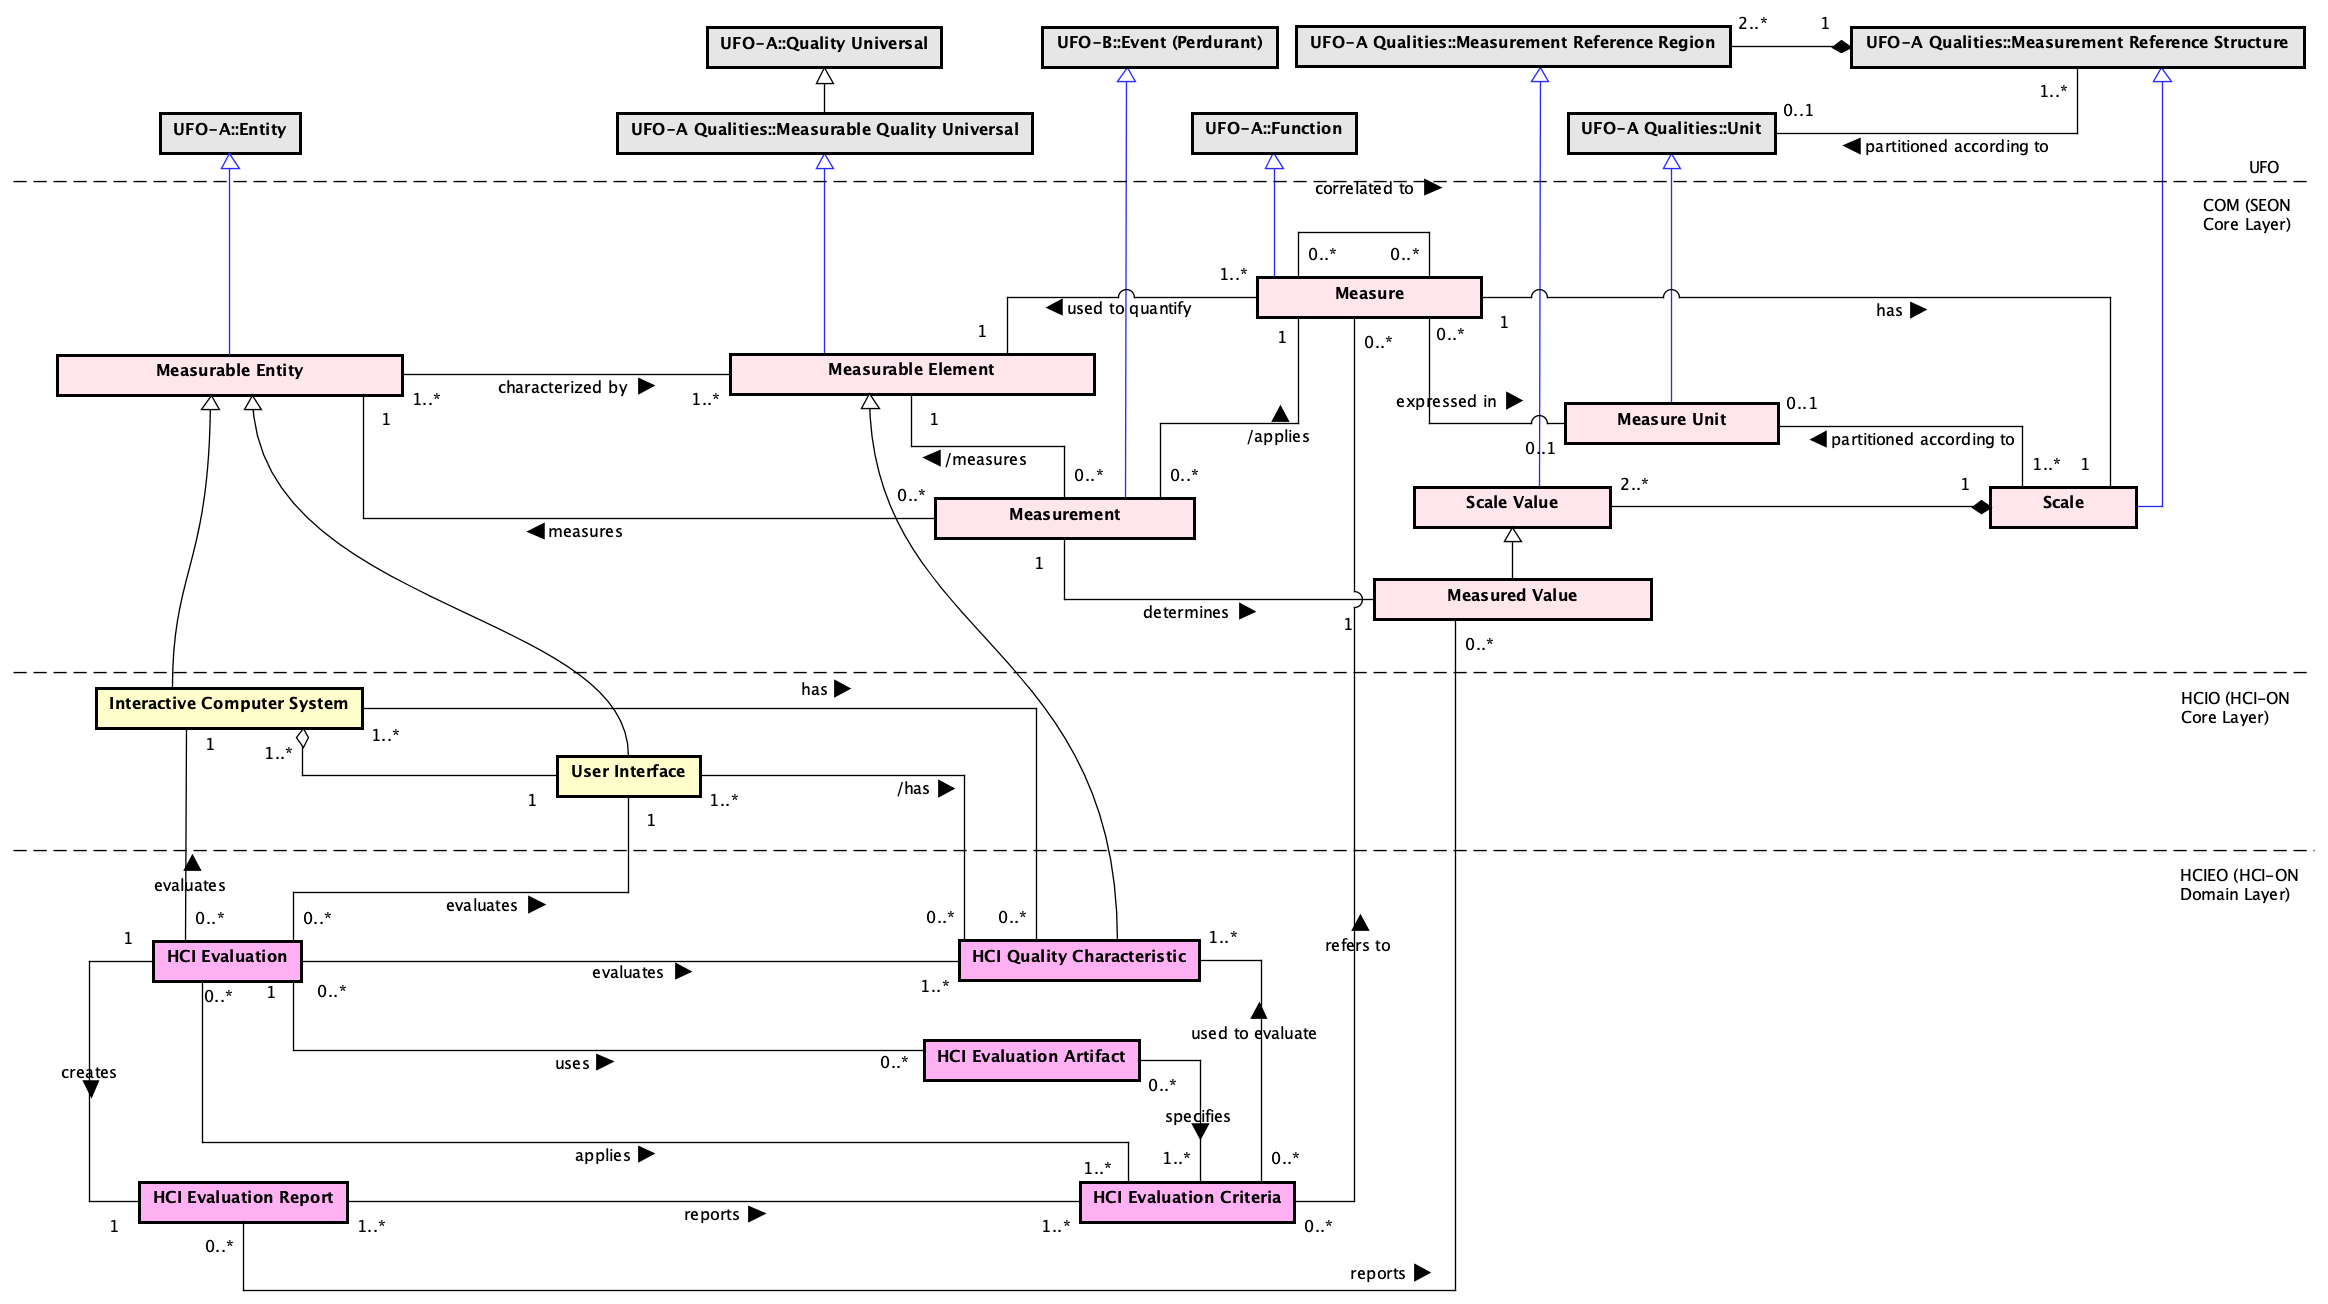 2..*
1
UFO-A::Quality Universal
UFO-B::Event (Perdurant)
UFO-A Qualities::Measurement Reference Region
UFO-A Qualities::Measurement Reference Structure
1..*
0..1
UFO-A::Entity
UFO-A Qualities::Measurable Quality Universal
UFO-A::Function
UFO-A Qualities::Unit
partitioned according to
UFO
correlated to
COM (SEON
Core Layer)
0..*
0..*
1..*
Measure
used to quantify
has
1
1
1
0..*
0..*
Measurable Entity
Measurable Element
characterized by
1..*
1..*
expressed in
0..1
1
1
Measure Unit
/applies
partitioned according to
0..1
/measures
1..*
1
0..*
0..*
2..*
1
0..*
Scale Value
Scale
Measurement
measures
1
Measured Value
determines
1
0..*
has
HCIO (HCI-ON
Core Layer)
Interactive Computer System
1
1..*
1..*
User Interface
/has
1
1..*
1
HCIEO (HCI-ON
Domain Layer)
evaluates
evaluates
0..*
0..*
0..*
0..*
1
1..*
refers to
HCI Evaluation
HCI Quality Characteristic
evaluates
0..*
1
0..*
1..*
used to evaluate
HCI Evaluation Artifact
uses
0..*
creates
0..*
specifies
applies
1..*
1..*
0..*
HCI Evaluation Report
HCI Evaluation Criteria
reports
1
1..*
1..*
0..*
0..*
reports